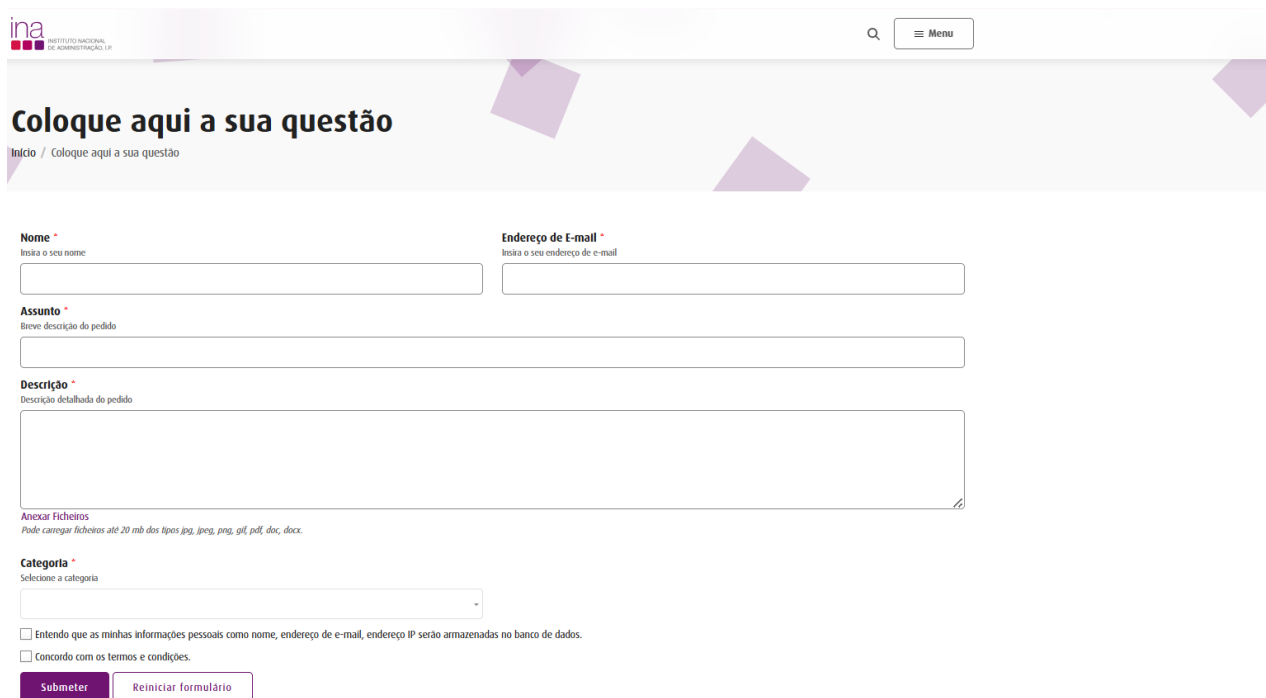 ina
INSTITUTO NACIONAL
DE ADMINISTRAÇÃO, I.P.
Menu
Coloque aqui a sua questão
Início / Coloque aqui a sua questão
Nome *
Insira o seu nome
Endereço de E-mail *
Insira o seu endereço de e-mail
Assunto *
Breve descrição do pedido
Descrição *
Descrição detalhada do pedido
Anexar Ficheiros
Pode carregar ficheiros até 20 mb dos tipos jpg, jpeg, png, gif, pdf, doc, docx.
Categoria *
Selecione a categoria
Entendo que as minhas informações pessoais como nome, endereço de e-mail, endereço IP serão armazenadas no banco de dados.
Concordo com os termos e condições.
Submeter
Reiniciar formulário